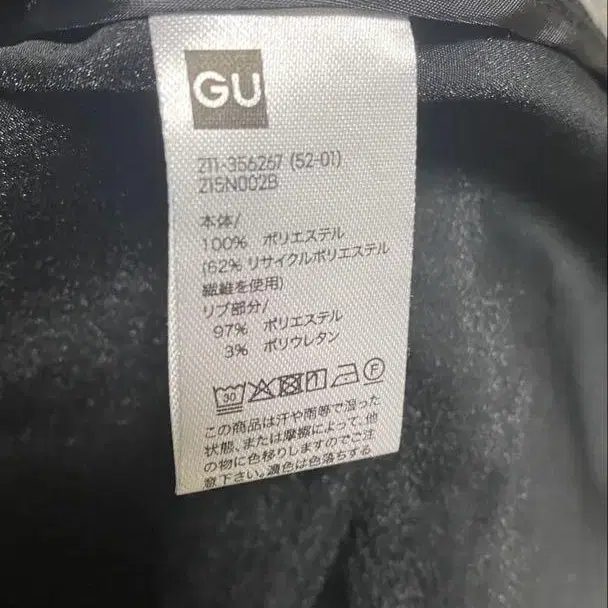 GU
211-356267 (52-01)
215N002B
本体/
100% ポリエステル
(62% リサイクルポリエステル
繊維を使用)
リブ部分/
97% ポリエステル
3% ポリウレタン
30 F
この商品は汗や雨等で湿った
状態、または摩擦によって、他
の物に色移りしますのでご注
意下さい。濃色は色落ちする